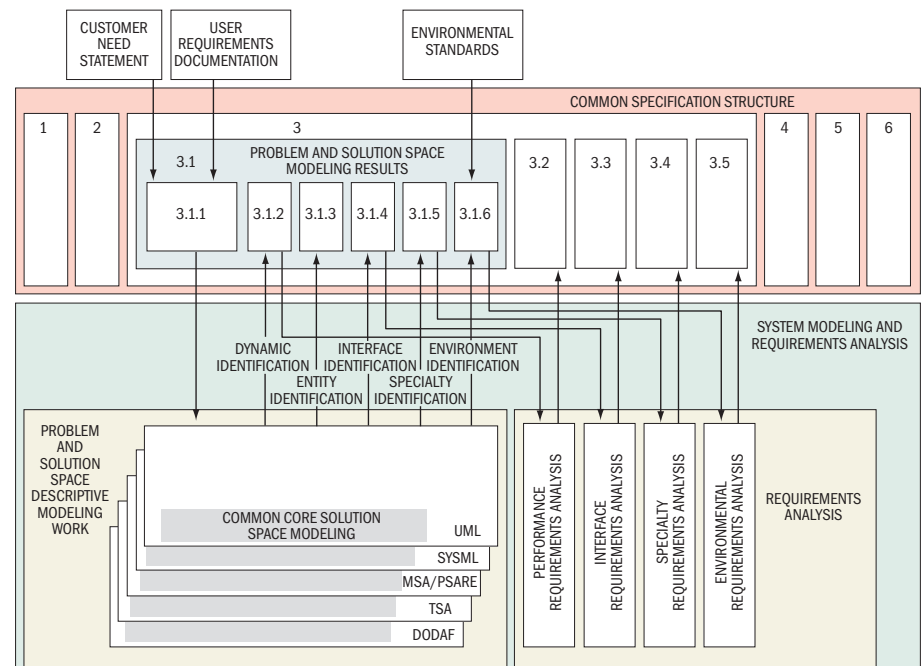 CUSTOMER
NEED
STATEMENT
USER
REQUIREMENTS
DOCUMENTATION
ENVIRONMENTAL
STANDARDS
COMMON SPECIFICATION STRUCTURE
1
2
3
4
5
6
3.1
PROBLEM AND SOLUTION SPACE
MODELING RESULTS
3.2
3.3
3.4
3.5
3.1.1
3.1.2
3.1.3
3.1.4
3.1.5
3.1.6
SYSTEM MODELING AND
REQUIREMENTS ANALYSIS
DYNAMIC
IDENTIFICATION
INTERFACE
IDENTIFICATION
ENVIRONMENT
IDENTIFICATION
ENTITY
IDENTIFICATION
SPECIALTY
IDENTIFICATION
PROBLEM
AND
SOLUTION
SPACE
DESCRIPTIVE
MODELING
WORK
COMMON CORE SOLUTION
SPACE MODELING
UML
SYSML
MSA/PSARE
TSA
DODAF
PERFORMANCE
REQUIREMENTS ANALYSIS
INTERFACE
REQUIREMENTS ANALYSIS
SPECIALTY
REQUIREMENTS ANALYSIS
ENVIRONMENTAL
REQUIREMENTS ANALYSIS
REQUIREMENTS
ANALYSIS